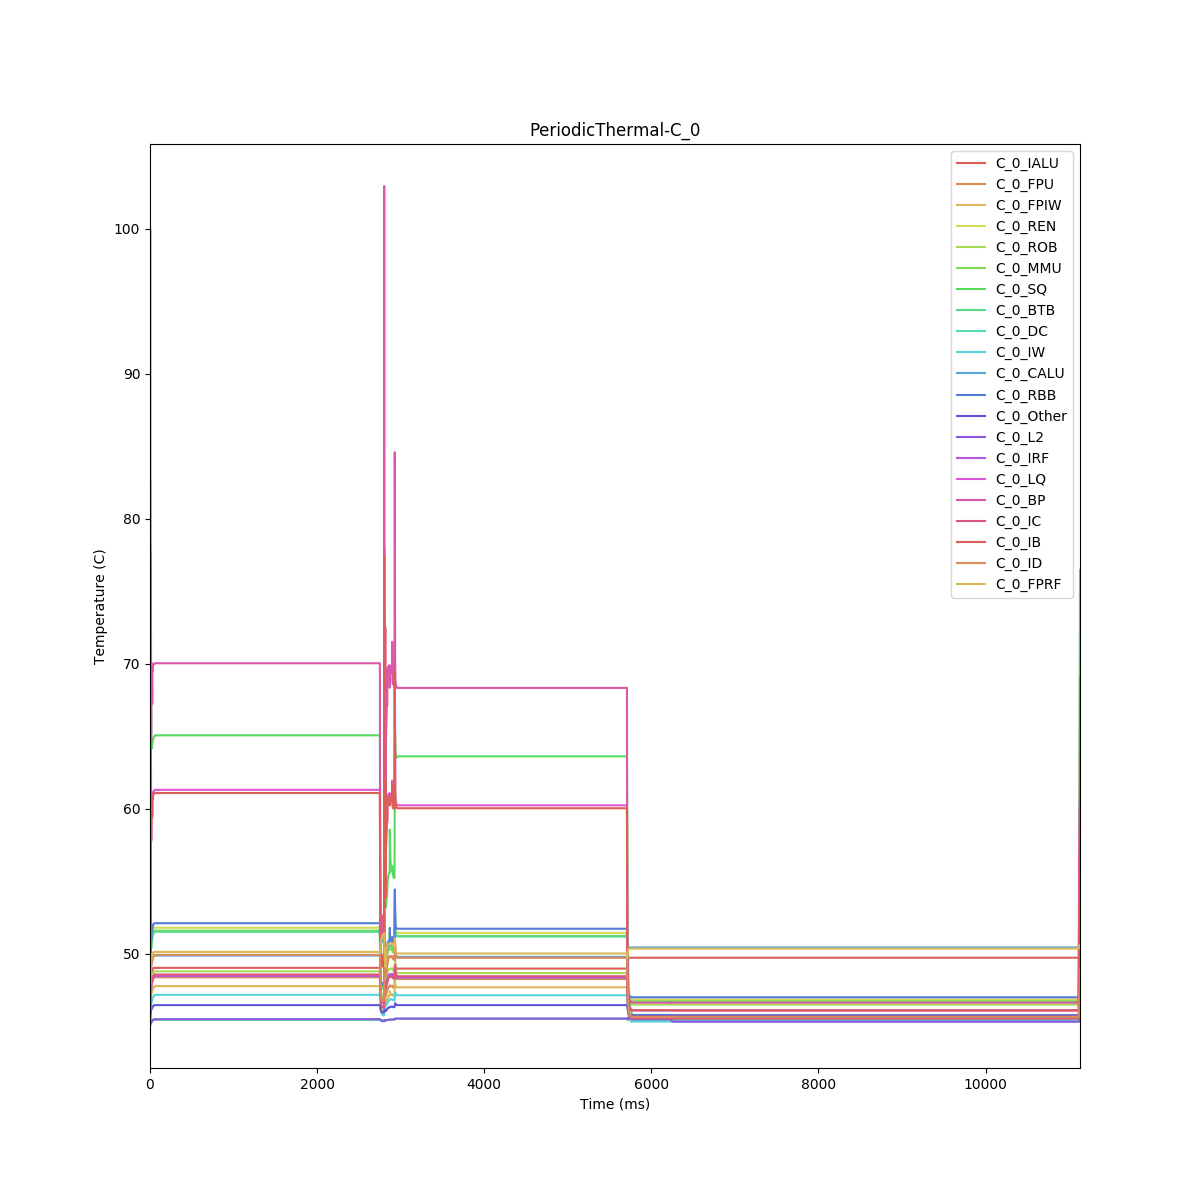 PeriodicThermal-C_0
100
90
80
70
60
50
Temperature (C)
0
2000
4000
6000
8000
10000
Time (ms)
C_0_IALU
C_0_FPU
C_0_FPIW
C_0_REN
C_0_ROB
C_0_MMU
C_0_SQ
C_0_BTB
C_0_DC
C_0_IW
C_0_CALU
C_0_RBB
C_0_Other
C_0_L2
C_0_IRF
C_0_LQ
C_0_BP
C_0_IC
C_0_IB
C_0_ID
C_0_FPRF